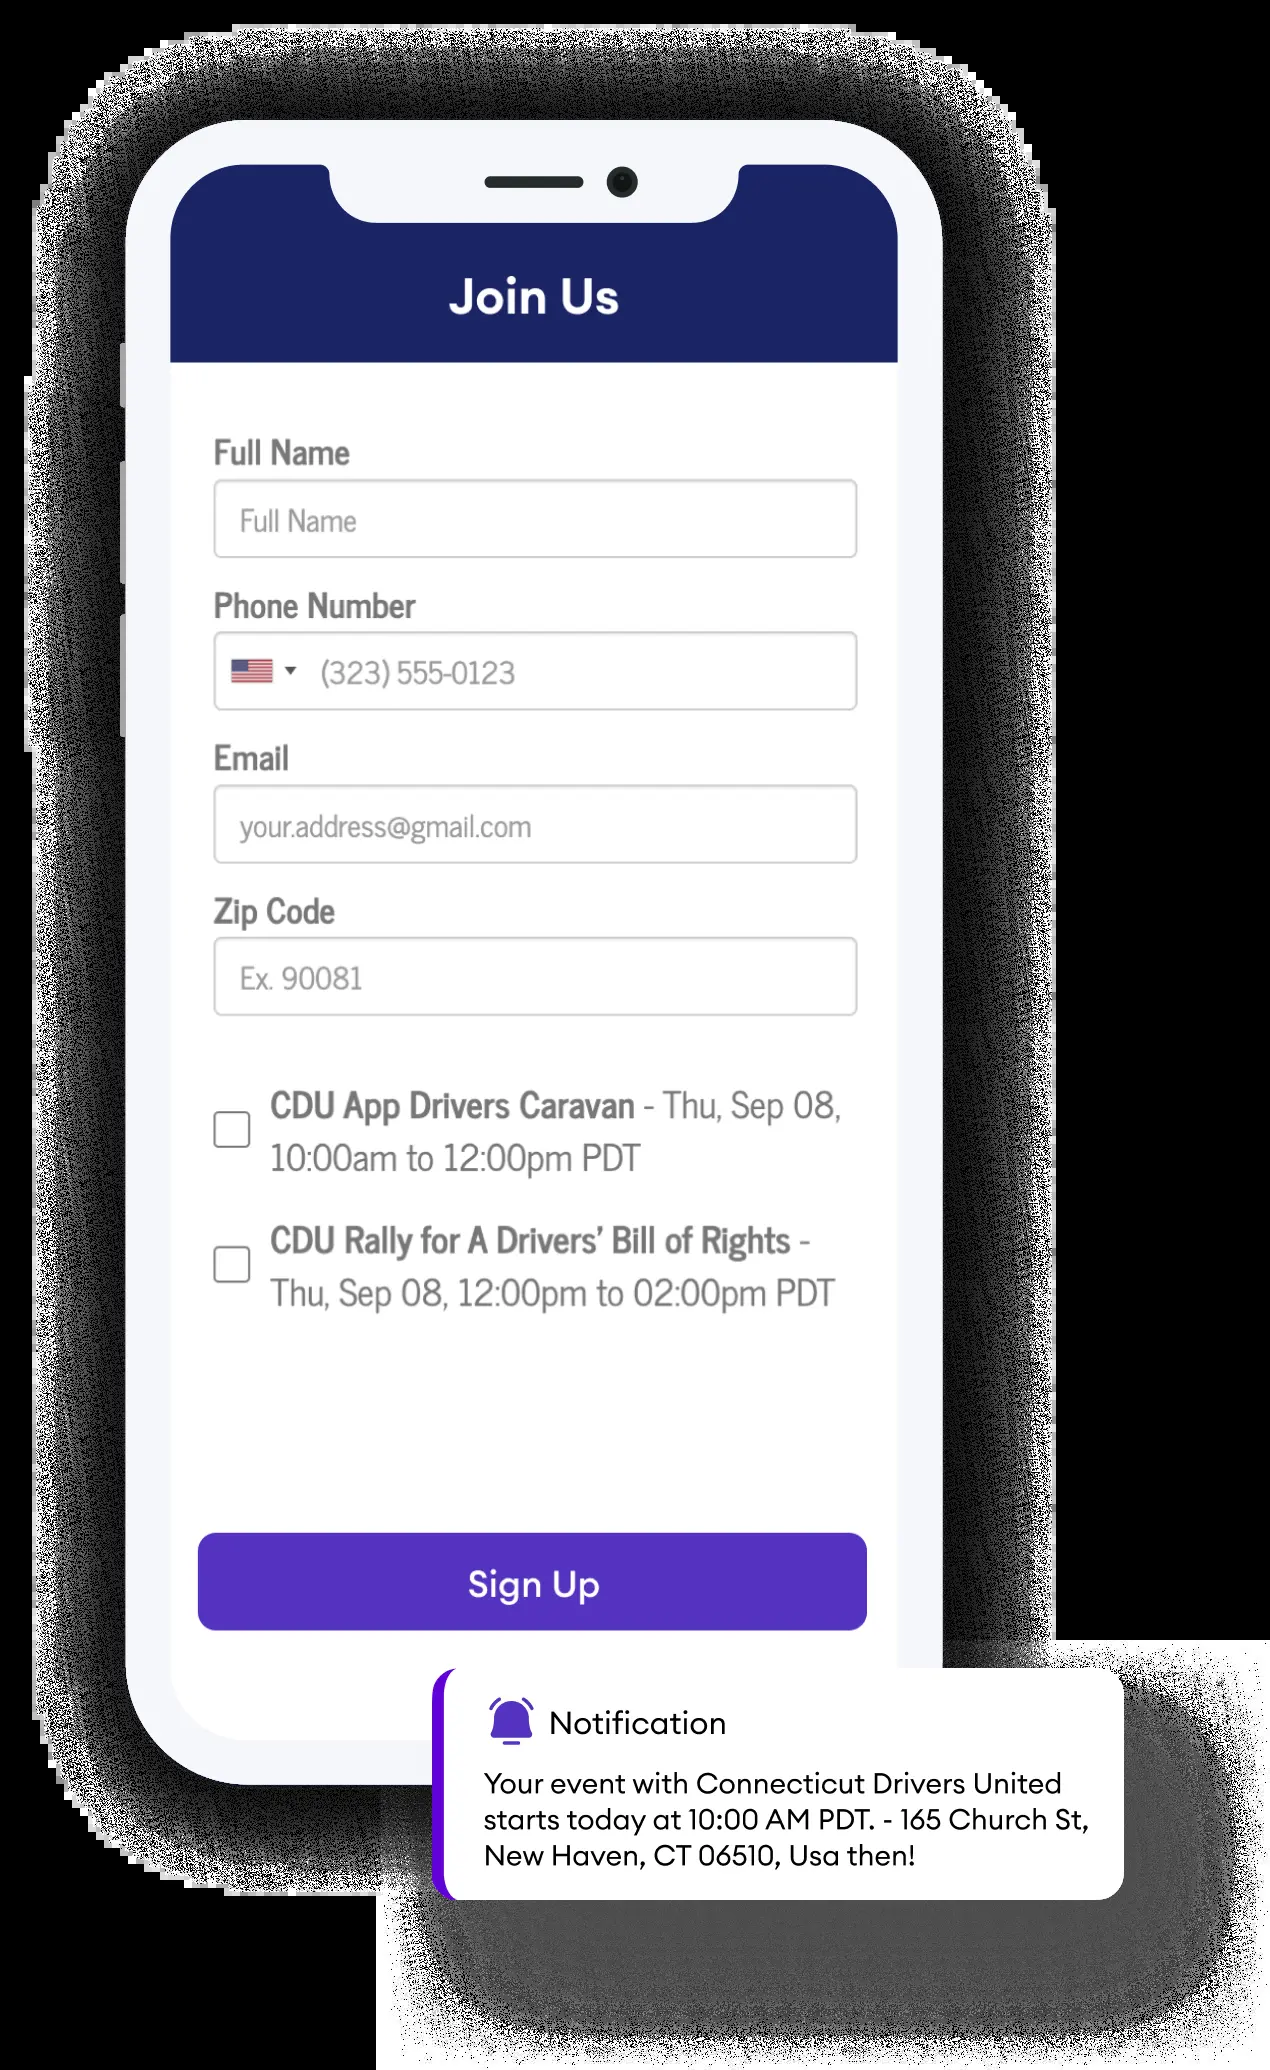 Join Us
Full Name
Full Name
Phone Number
(323) 555-0123
Email
your.address@gmail.com
Zip Code
Ex. 90081
CDU App Drivers Caravan - Thu, Sep 08,
10:00am to 12:00pm PDT
CDU Rally for A Drivers’ Bill of Rights -
Thu, Sep 08, 12:00pm to 02:00pm PDT
Sign Up
Notification
Your event with Connecticut Drivers United
starts today at 10:00 AM PDT. - 165 Church St,
New Haven, CT 06510, Usa then!